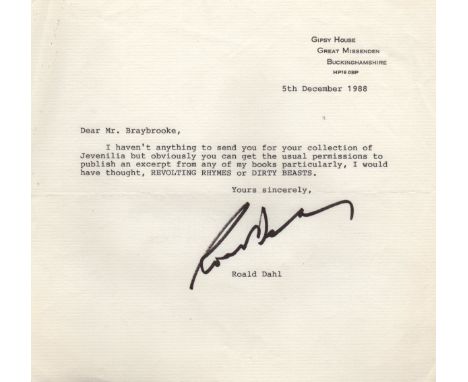 GIPSY HOUSE
GREAT MISSENDEN
BUCKINGHAMSHIRE
HP16 0BP
5th December 1988
Dear Mr. Braybrooke,
I haven't anything to send you for your collection of
Jevenilia but obviously you can get the usual permissions to
publish an excerpt from any of my books particularly, I would
have thought, REVOLTING RHYMES or DIRTY BEASTS.
Yours sincerely,
Roald Dahl
Roald Dahl